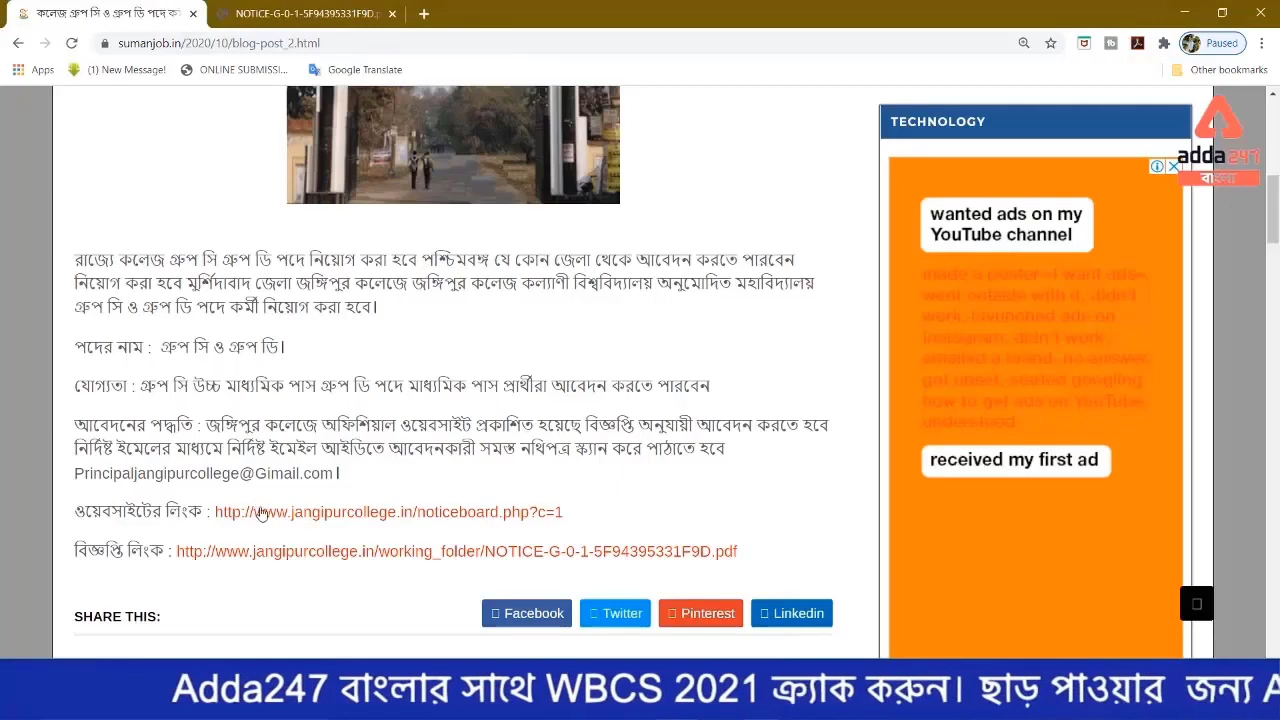 কলেজ গ্রুপ সি ও গ্রুপ ডি পদে ক
NOTICE-G-0-1-5F94395331F9D.p
sumanjob.in/2020/10/blog-post_2.html
Paused
Apps
(1) New Message!
ONLINE SUBMISSI...
Google Translate
Other bookmarks
TECHNOLOGY
adda247
বাংলা
wanted ads on my
YouTube channel
received my first ad
রাজ্যে কলেজ গ্রুপ সি গ্রুপ ডি পদে নিয়োগ করা হবে পশ্চিমবঙ্গ যে কোন জেলা থেকে আবেদন করতে পারবেন
নিয়োগ করা হবে মুর্শিদাবাদ জেলা জঙ্গিপুর কলেজে জঙ্গিপুর কলেজ কল্যাণী বিশ্ববিদ্যালয় অনুমোদিত মহাবিদ্যালয়
গ্রুপ সি ও গ্রুপ ডি পদে কর্মী নিয়োগ করা হবে।
পদের নাম : গ্রুপ সি ও গ্রুপ ডি।
যোগ্যতা : গ্রুপ সি উচ্চ মাধ্যমিক পাস গ্রুপ ডি পদে মাধ্যমিক পাস প্রার্থীরা আবেদন করতে পারবেন
আবেদনের পদ্ধতি : জঙ্গিপুর কলেজে অফিশিয়াল ওয়েবসাইট প্রকাশিত হয়েছে বিজ্ঞপ্তি অনুযায়ী আবেদন করতে হবে
নির্দিষ্ট ইমেলের মাধ্যমে নির্দিষ্ট ইমেইল আইডিতে আবেদনকারী সমস্ত নথিপত্র স্ক্যান করে পাঠাতে হবে
Principaljangipurcollege@Gimail.com।
ওয়েবসাইটের লিংক : http://www.jangipurcollege.in/noticeboard.php?c=1
বিজ্ঞপ্তি লিংক : http://www.jangipurcollege.in/working_folder/NOTICE-G-0-1-5F94395331F9D.pdf
SHARE THIS:
Facebook
Twitter
Pinterest
Linkedin
Adda247 বাংলার সাথে WBCS 2021 ক্র্যাক করুন। ছাড় পাওয়ার জন্য A